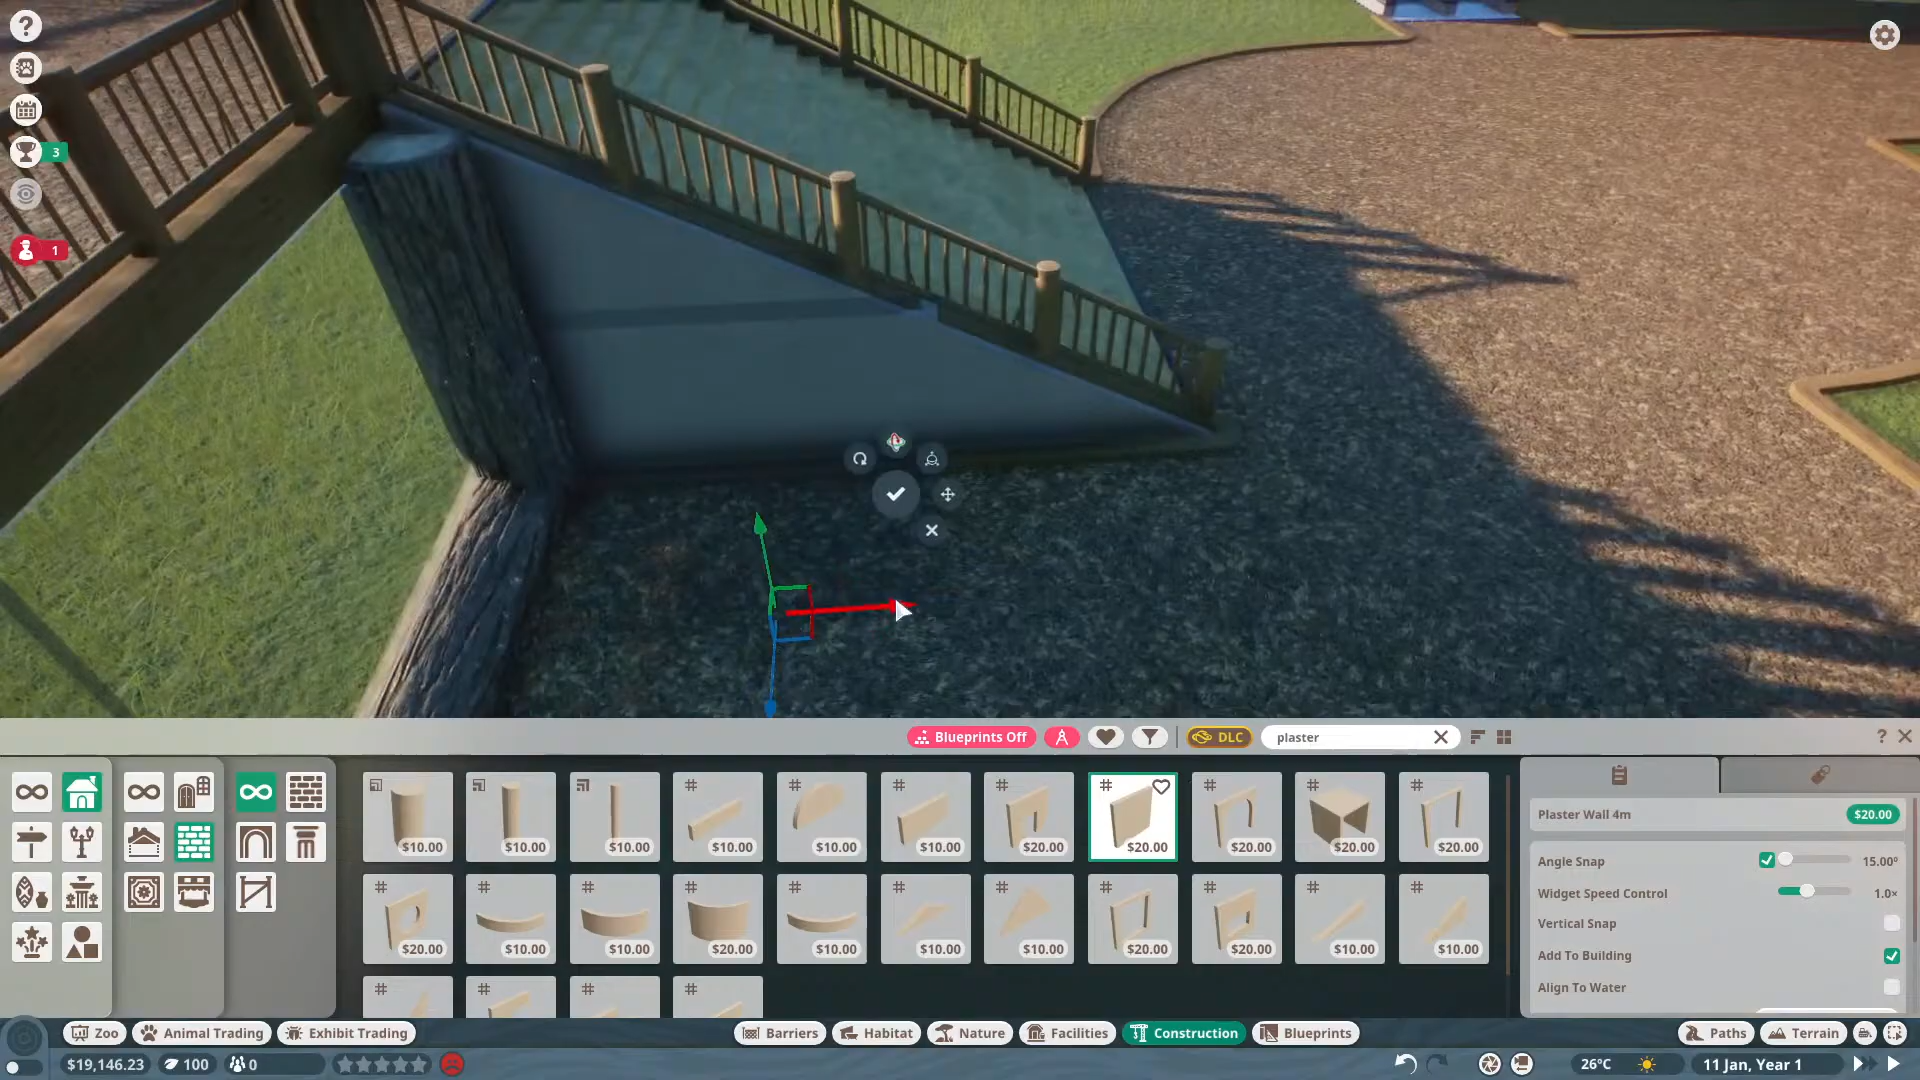 ?
3
1
Blueprints Off
DLC
plaster
?
$10.00
$10.00
$10.00
$10.00
$10.00
$10.00
$20.00
$20.00
$20.00
$20.00
$20.00
$20.00
$10.00
$10.00
$20.00
$10.00
$10.00
$10.00
$20.00
$20.00
$10.00
$10.00
Plaster Wall 4m
$20.00
Angle Snap
15.00°
Widget Speed Control
1.0×
Vertical Snap
Add To Building
Align To Water
Zoo
Animal Trading
Exhibit Trading
Barriers
Habitat
Nature
Facilities
Construction
Blueprints
Paths
Terrain
$19,146.23
100
0
26°C
11 Jan, Year 1